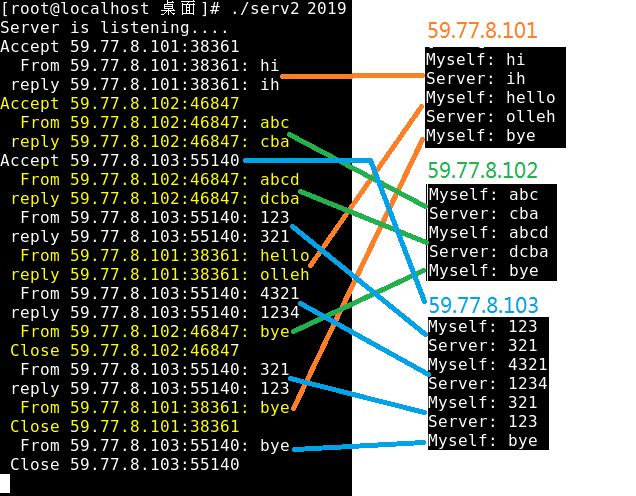 [root@localhost 桌面]# ./serv2 2019
Server is listening....
Accept 59.77.8.101:38361
From 59.77.8.101:38361: hi
reply 59.77.8.101:38361: ih
Accept 59.77.8.102:46847
From 59.77.8.102:46847: abc
reply 59.77.8.102:46847: cba
Accept 59.77.8.103:55140
From 59.77.8.102:46847: abcd
reply 59.77.8.102:46847: dcba
From 59.77.8.103:55140: 123
reply 59.77.8.103:55140: 321
From 59.77.8.101:38361: hello
reply 59.77.8.101:38361: olleh
From 59.77.8.103:55140: 4321
reply 59.77.8.103:55140: 1234
From 59.77.8.102:46847: bye
Close 59.77.8.102:46847
From 59.77.8.103:55140: 321
reply 59.77.8.103:55140: 123
From 59.77.8.101:38361: bye
Close 59.77.8.101:38361
From 59.77.8.103:55140: bye
Close 59.77.8.103:55140
59.77.8.101
Myself: hi
Server: ih
Myself: hello
Server: olleh
Myself: bye
59.77.8.102
Myself: abc
Server: cba
Myself: abcd
Server: dcba
Myself: bye
59.77.8.103
Myself: 123
Server: 321
Myself: 4321
Server: 1234
Myself: 321
Server: 123
Myself: bye